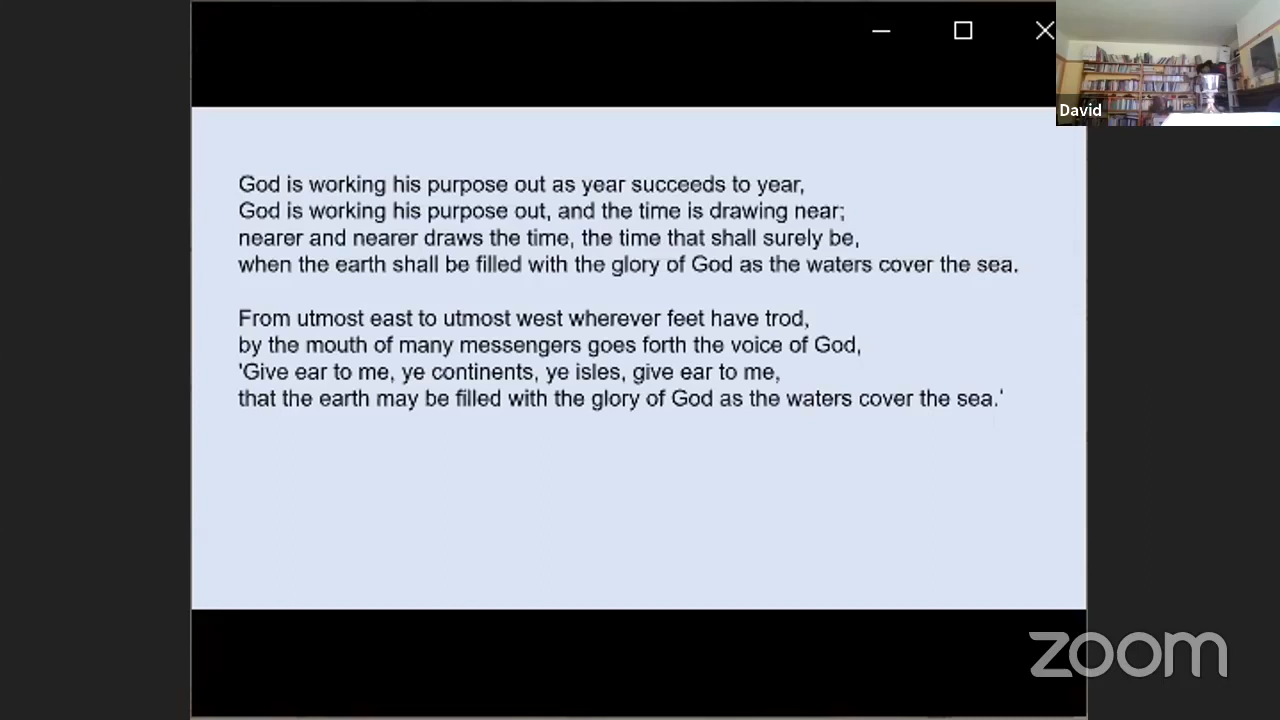 David
God is working his purpose out as year succeeds to year,
God is working his purpose out, and the time is drawing near;
nearer and nearer draws the time, the time that shall surely be,
when the earth shall be filled with the glory of God as the waters cover the sea.
From utmost east to utmost west wherever feet have trod,
by the mouth of many messengers goes forth the voice of God,
'Give ear to me, ye continents, ye isles, give ear to me,
that the earth may be filled with the glory of God as the waters cover the sea.'
zoom